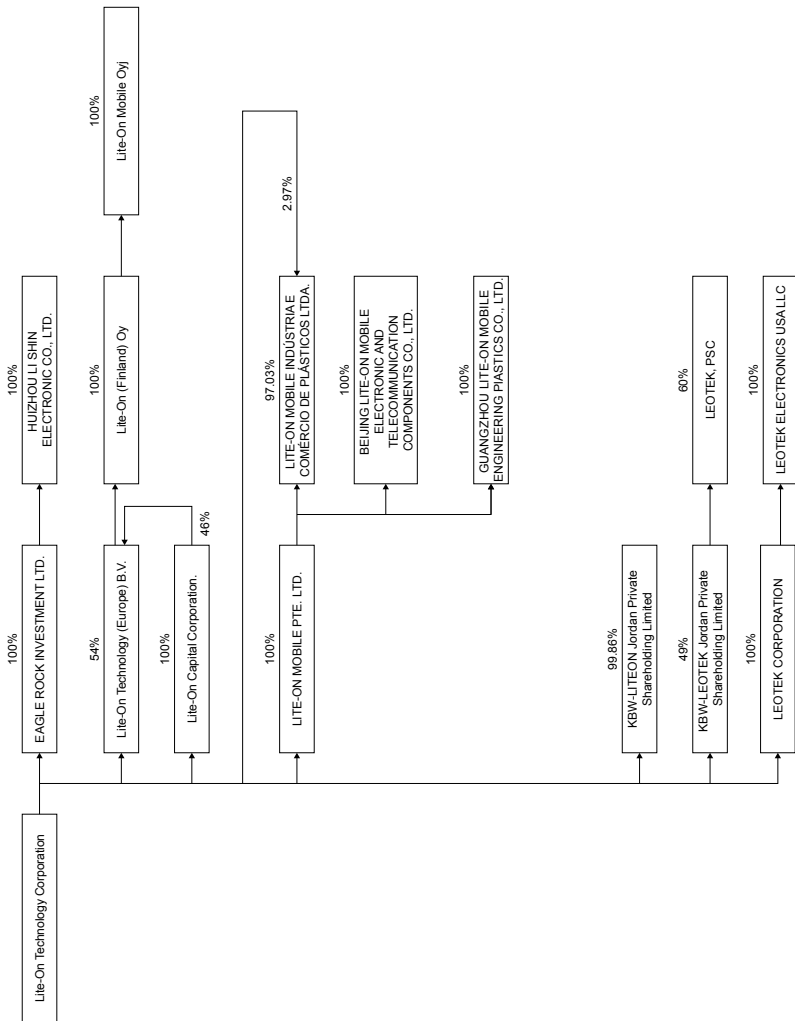 Lite-On Technology Corporation
100%
EAGLE ROCK INVESTMENT LTD.
100%
HUIZHOU LI SHIN
ELECTRONIC CO., LTD.
54%
Lite-On Technology (Europe) B.V.
100%
Lite-On (Finland) Oy
100%
Lite-On Mobile Oyj
100%
Lite-On Capital Corporation.
46%
100%
LITE-ON MOBILE PTE. LTD.
97.03%
LITE-ON MOBILE INDÚSTRIA E
COMÉRCIO DE PLÁSTICOS LTDA.
2.97%
100%
BEIJING LITE-ON MOBILE
ELECTRONIC AND
TELECOMMUNICATION
COMPONENTS CO., LTD.
100%
GUANGZHOU LITE-ON MOBILE
ENGINEERING PIASTICS CO., LTD.
99.86%
KBW-LITEON Jordan Private
Shareholding Limited
49%
KBW-LEOTEK Jordan Private
Shareholding Limited
60%
LEOTEK, PSC
100%
LEOTEK CORPORATION
100%
LEOTEK ELECTRONICS USA LLC